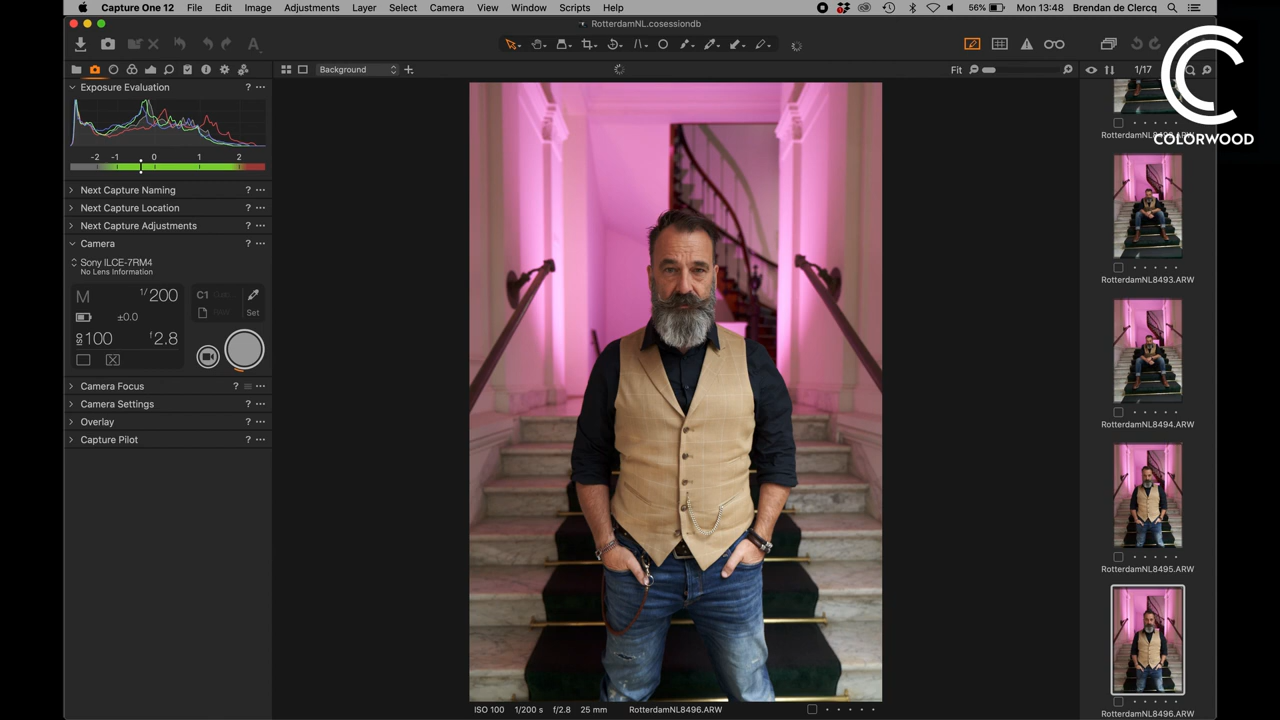 Capture One 12 File Edit Image Adjustments Layer Select Camera View Window Scripts Help 56% Mon 13:48 Brendan de Clercq
RotterdamNL.cosessiondb
Background Fit 1/17
Exposure Evaluation
-2 -1 0 1 2
Next Capture Naming
Next Capture Location
Next Capture Adjustments
Camera
Sony ILCE-7RM4
No Lens Information
M 1/200 C1
±0.0 Set
ISO 100 f 2.8
Camera Focus
Camera Settings
Overlay
Capture Pilot
ISO 100 1/200 s f/2.8 25 mm RotterdamNL8496.ARW
COLORWOOD
RotterdamNL8493.ARW
RotterdamNL8494.ARW
RotterdamNL8495.ARW
RotterdamNL8496.ARW